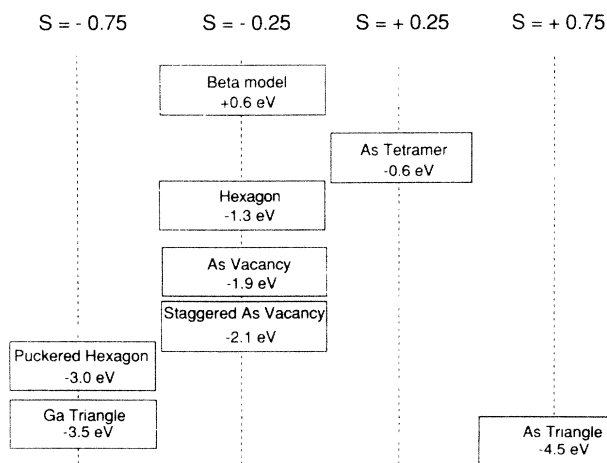 S = - 0.75 S = - 0.25 S = + 0.25 S = + 0.75
Beta model
+0.6 eV
As Tetramer
-0.6 eV
Hexagon
-1.3 eV
As Vacancy
-1.9 eV
Staggered As Vacancy
-2.1 eV
Puckered Hexagon
-3.0 eV
Ga Triangle
-3.5 eV
As Triangle
-4.5 eV